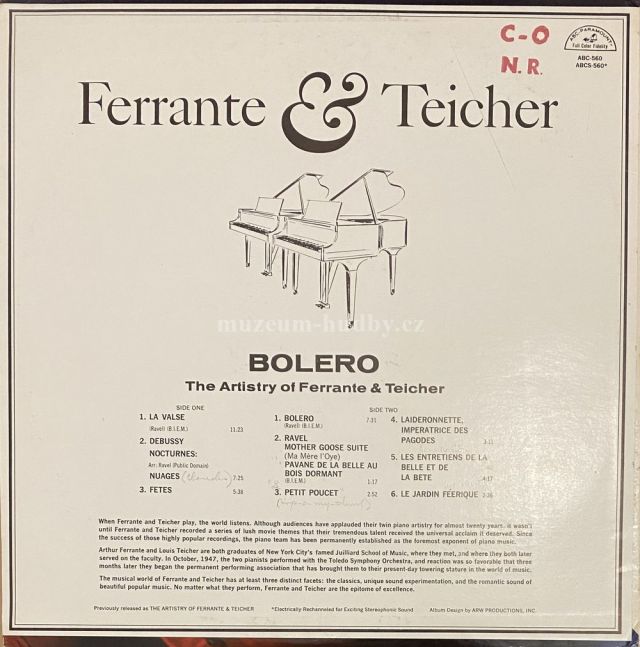 C-O
N.R.
ABC-PARAMOUNT
Full Color Fidelity
ABC-560
ABCS-560*
Ferrante & Teicher
muzeum-hudby.cz
BOLERO
The Artistry of Ferrante & Teicher
SIDE ONE
1. LA VALSE
(Ravel) (B.I.E.M.) 11:23
2. DEBUSSY
NOCTURNES:
Arr: Ravel (Public Domain)
NUAGES (clouds) 7:25
3. FETES 5:38
SIDE TWO
1. BOLERO 7:31
(Ravel) (B.I.E.M.)
2. RAVEL
MOTHER GOOSE SUITE
(Ma Mère l'Oye)
PAVANE DE LA BELLE AU
BOIS DORMANT
(B.I.E.M.) 1:17
3. PETIT POUCET 2:52
4. LAIDERONNETTE,
IMPERATRICE DES
PAGODES 3:11
5. LES ENTRETIENS DE LA
BELLE ET DE
LA BETE 4:17
6. LE JARDIN FÉERIQUE
When Ferrante and Teicher play, the world listens. Although audiences have applauded their twin piano artistry for almost twenty years, it wasn't
until Ferrante and Teicher recorded a series of lush movie themes that their tremendous talent received the universal acclaim it deserved. Since
the success of those highly popular recordings, the piano team has been permanently established as the foremost exponent of piano music.
Arthur Ferrante and Louis Teicher are both graduates of New York City's famed Juilliard School of Music, where they met, and where they both later
served on the faculty. In October, 1947, the two pianists performed with the Toledo Symphony Orchestra, and reaction was so favorable that three
months later they began the permanent performing association that has brought them to their present-day towering stature in the world of music.
The musical world of Ferrante and Teicher has at least three distinct facets: the classics, unique sound experimentation, and the romantic sound of
beautiful popular music. No matter what they perform, Ferrante and Teicher are the epitome of excellence.
Previously released as THE ARTISTRY OF FERRANTE & TEICHER *Electrically Rechanneled for Exciting Stereophonic Sound Album Design by ARW PRODUCTIONS, INC.